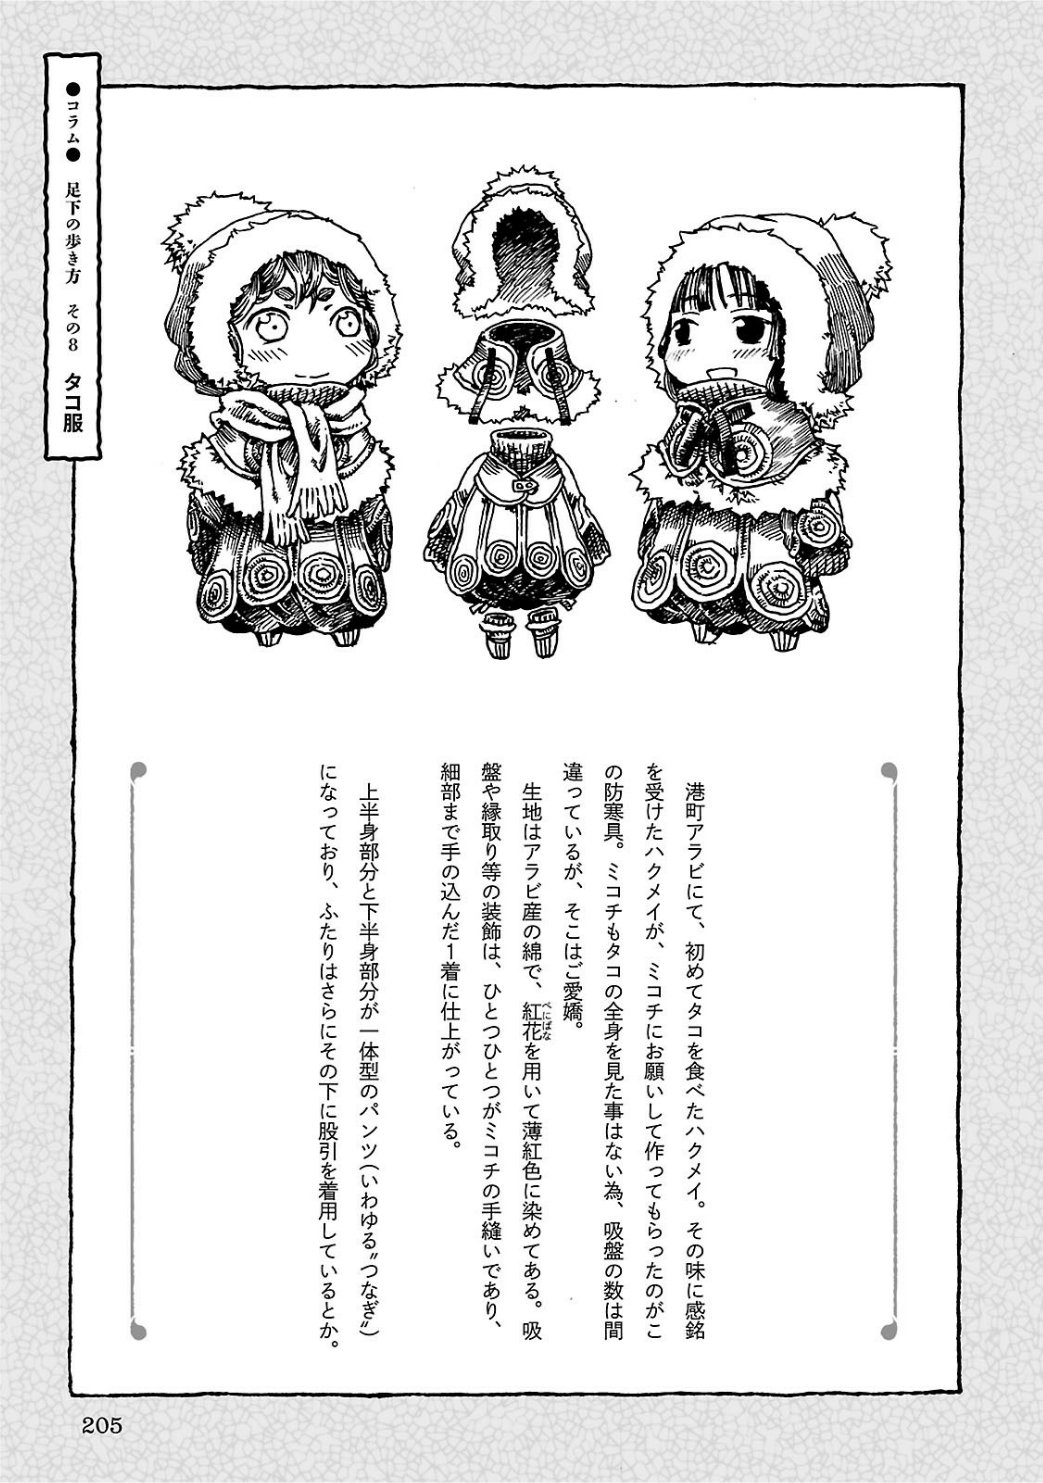 ●コラム● 足下の歩き方 その8 タコ服
港町アラビにて、初めてタコを食べたハクメイ。その味に感銘
を受けたハクメイが、ミコチにお願いして作ってもらったのがこ
の防寒具。ミコチもタコの全身を見た事はない為、吸盤の数は間
違っているが、そこはご愛嬌。
生地はアラビ産の綿で、紅花を用いて薄紅色に染めてある。吸
べにばな
盤や縁取り等の装飾は、ひとつひとつがミコチの手縫いであり、
細部まで手の込んだ1着に仕上がっている。
上半身部分と下半身部分が一体型のパンツ(いわゆる〝つなぎ〟)
になっており、ふたりはさらにその下に股引を着用しているとか。
205